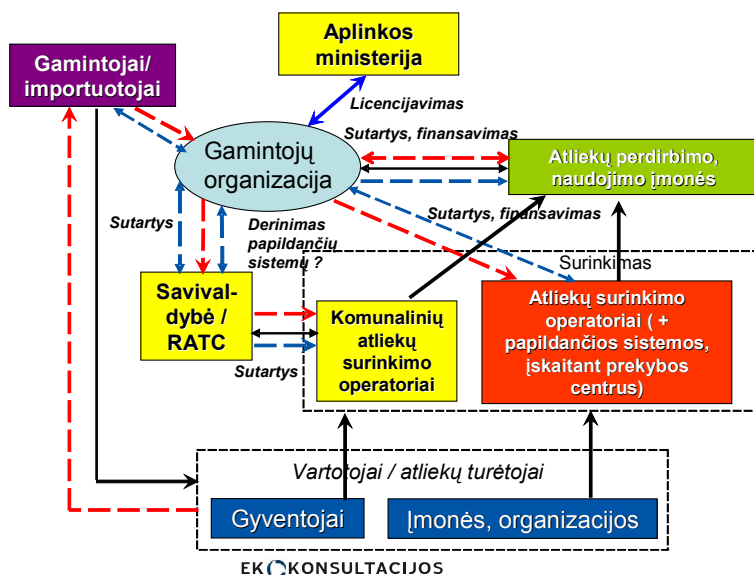 Aplinkos
ministerija
Gamintojai/
importuotojai
Licencijavimas
Sutartys, finansavimas
Gamintojų
organizacija
Atliekų perdirbimo,
naudojimo įmonės
Sutartys
Derinimas
papildančių
sistemų ?
Sutartys, finansavimas
Surinkimas
Savival-
dybė /
RATC
Komunalinių
atliekų
surinkimo
operatoriai
Atliekų surinkimo
operatoriai ( +
papildančios sistemos,
įskaitant prekybos
centrus)
Sutartys
Vartotojai / atliekų turėtojai
Gyventojai
Įmonės, organizacijos
EKOKONSULTACIJOS